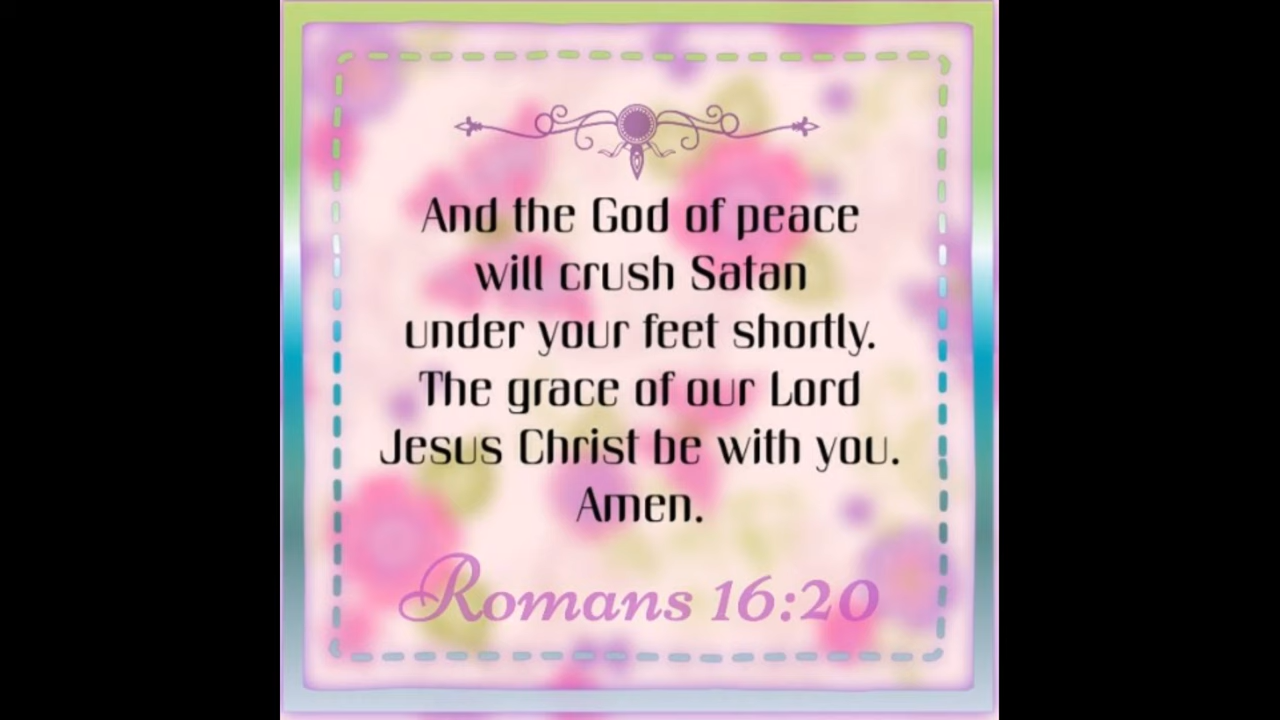 And the God of peace
will crush Satan
under your feet shortly.
The grace of our Lord
Jesus Christ be with you.
Amen.
Romans 16:20